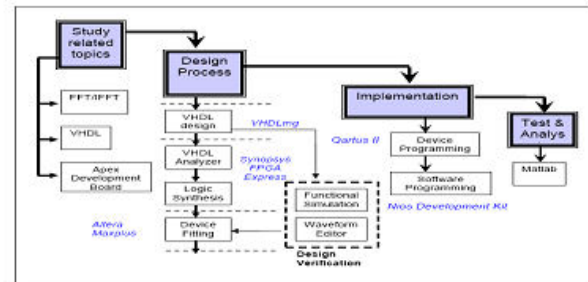 Study
related
topics
FFT/IFFT
VHDL
Apex
Development
Board
Design
Process
VHDL
design
VHDLmg
VHDL
Analyzer
Synopsys
FPGA
Express
Logic
Synthesis
Altera
Maxplus
Device
Fitting
Functional
Simulation
Waveform
Editor
Design
Verification
Implementation
Qartus II
Device
Programming
Software
Programming
Nios Development Kit
Test &
Analys
Matlab